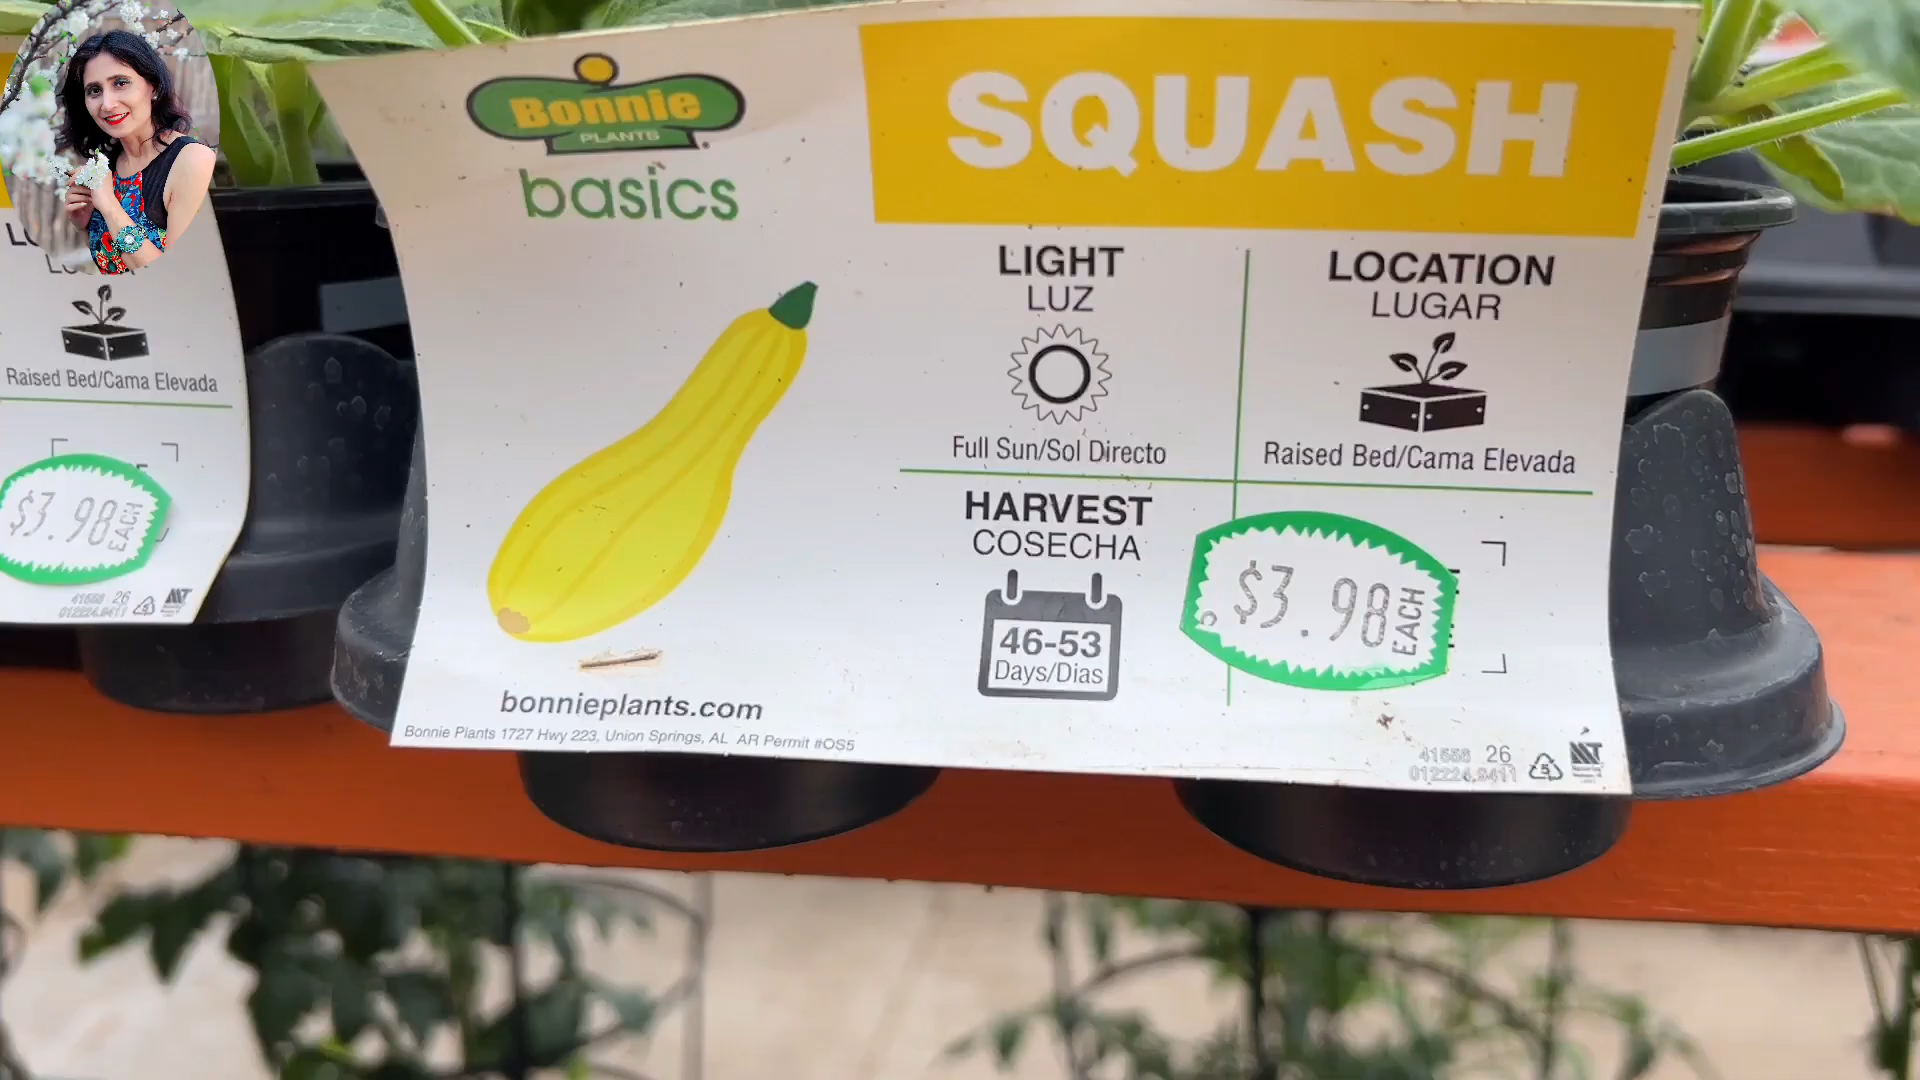 Bonnie
PLANTS
basics
SQUASH
LIGHT
LUZ
Full Sun/Sol Directo
LOCATION
LUGAR
Raised Bed/Cama Elevada
HARVEST
COSECHA
46-53
Days/Dias
$3.98 EACH
bonnieplants.com
Bonnie Plants 1727 Hwy 223, Union Springs, AL AR Permit #OS5
26
Raised Bed/Cama Elevada
$3.98 EACH
26